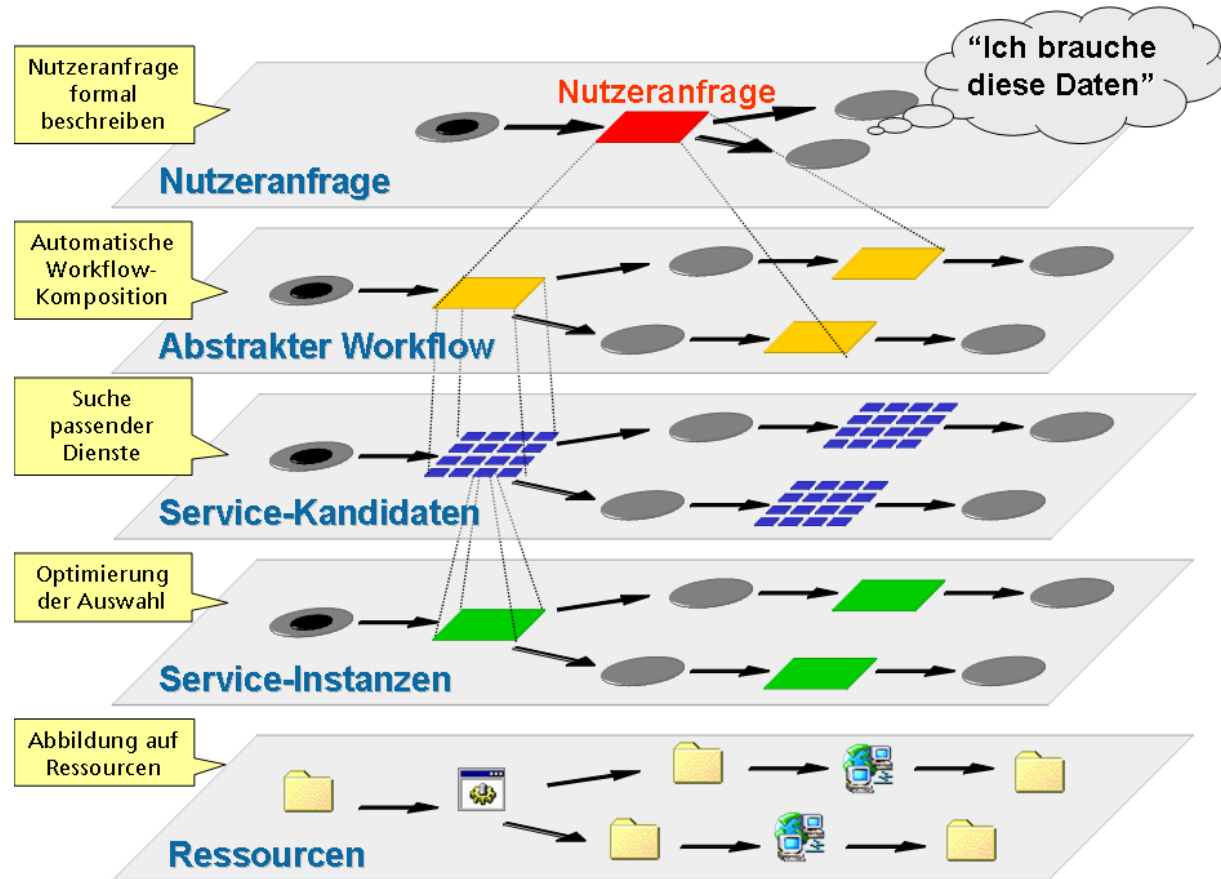 Nutzeranfrage
formal
beschreiben
Nutzeranfrage
“Ich brauche
diese Daten”
Nutzeranfrage
Automatische
Workflow-
Komposition
Abstrakter Workflow
Suche
passender
Dienste
Service-Kandidaten
Optimierung
der Auswahl
Service-Instanzen
Abbildung auf
Ressourcen
Ressourcen